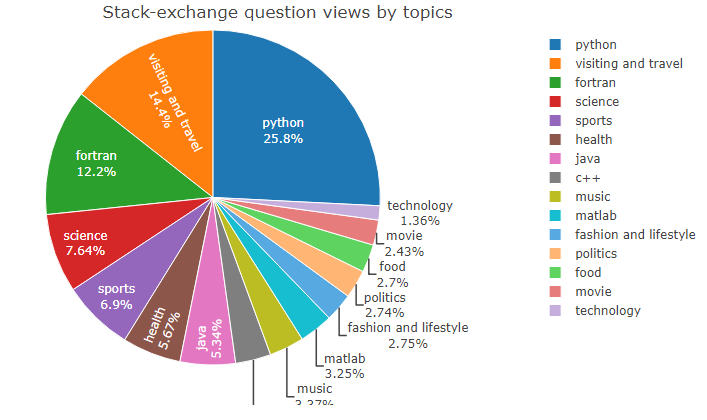 Stack-exchange question views by topics
visiting and travel
14.4%
python
25.8%
fortran
12.2%
science
7.64%
sports
6.9%
health
5.67%
java
5.34%
technology
1.36%
movie
2.43%
food
2.7%
politics
2.74%
fashion and lifestyle
2.75%
matlab
3.25%
music
3.37%
python
visiting and travel
fortran
science
sports
health
java
c++
music
matlab
fashion and lifestyle
politics
food
movie
technology